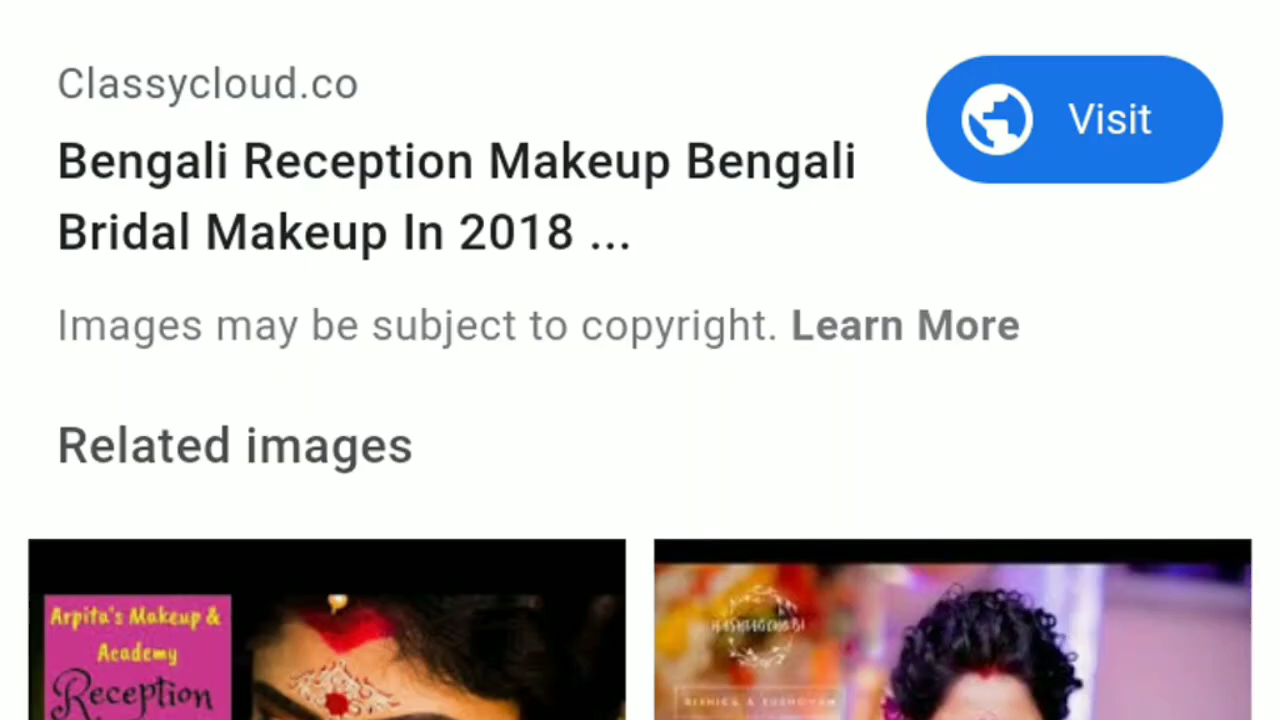 Classycloud.co
Visit
Bengali Reception Makeup Bengali
Bridal Makeup In 2018 ...
Images may be subject to copyright. Learn More
Related images
Arpita's Makeup &
Academy
Reception
HASHTAGCHOBI